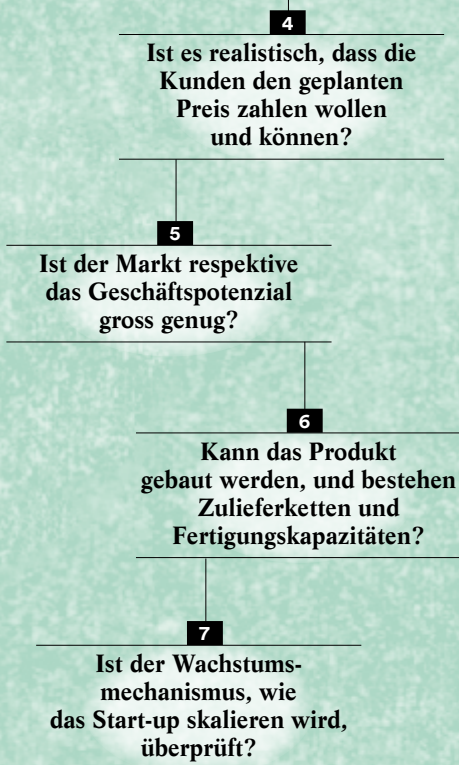 4
Ist es realistisch, dass die
Kunden den geplanten
Preis zahlen wollen
und können?
5
Ist der Markt respektive
das Geschäftspotenzial
gross genug?
6
Kann das Produkt
gebaut werden, und bestehen
Zulieferketten und
Fertigungskapazitäten?
7
Ist der Wachstums-
mechanismus, wie
das Start-up skalieren wird,
überprüft?